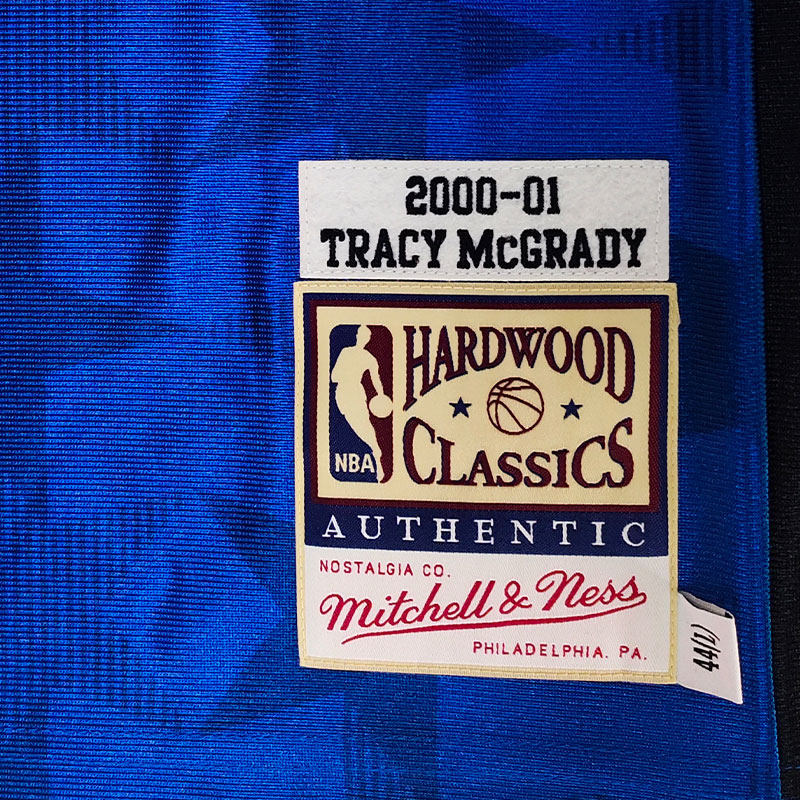 2000-01
TRACY McGRADY
HARDWOOD
NBA
CLASSICS
AUTHENTIC
NOSTALGIA CO.
Mitchell & Ness
PHILADELPHIA. PA.
44(L)